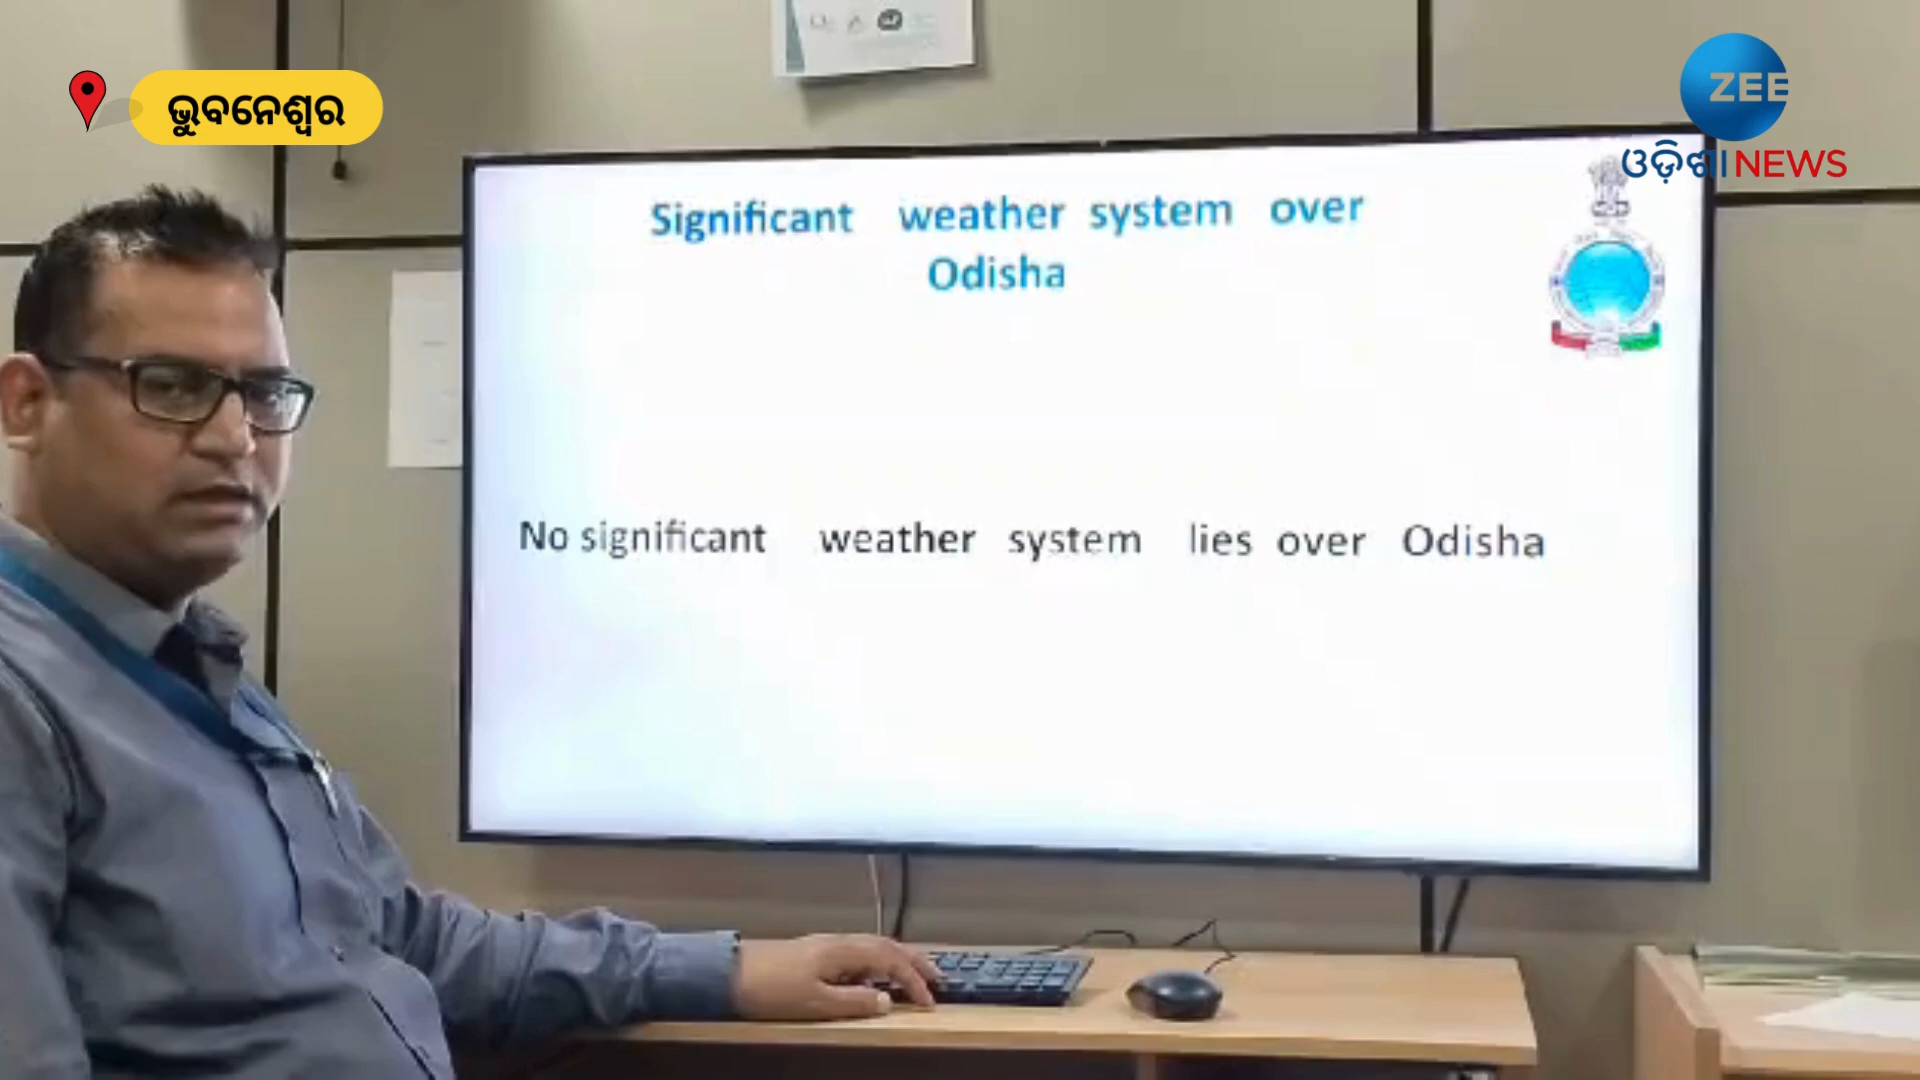 ଭୁବନେଶ୍ୱର
ZEE
ଓଡ଼ିଶା NEWS
Significant weather system over
Odisha
No significant weather system lies over Odisha